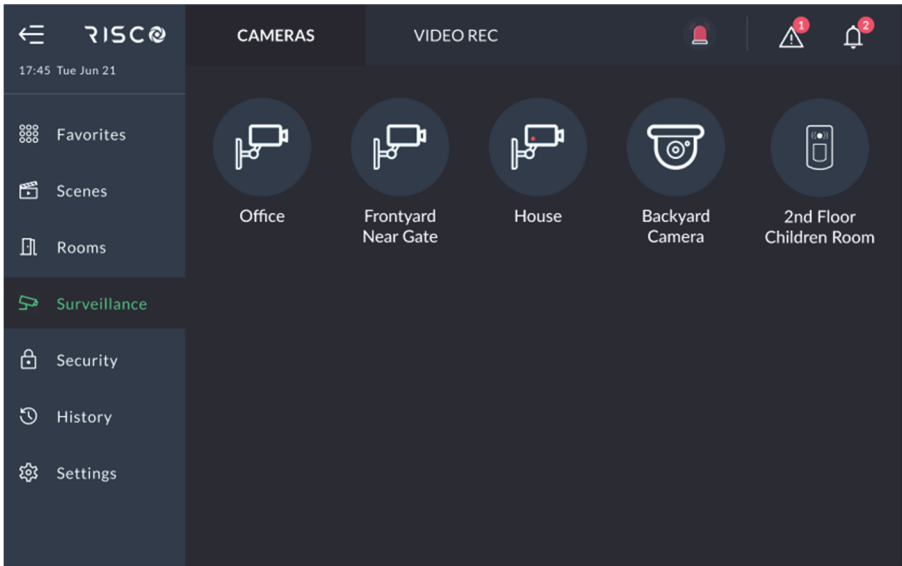 RISCO
CAMERAS
VIDEO REC
1
2
17:45 Tue Jun 21
Favorites
Scenes
Rooms
Surveillance
Security
History
Settings
Office
Frontyard
Near Gate
House
Backyard
Camera
2nd Floor
Children Room